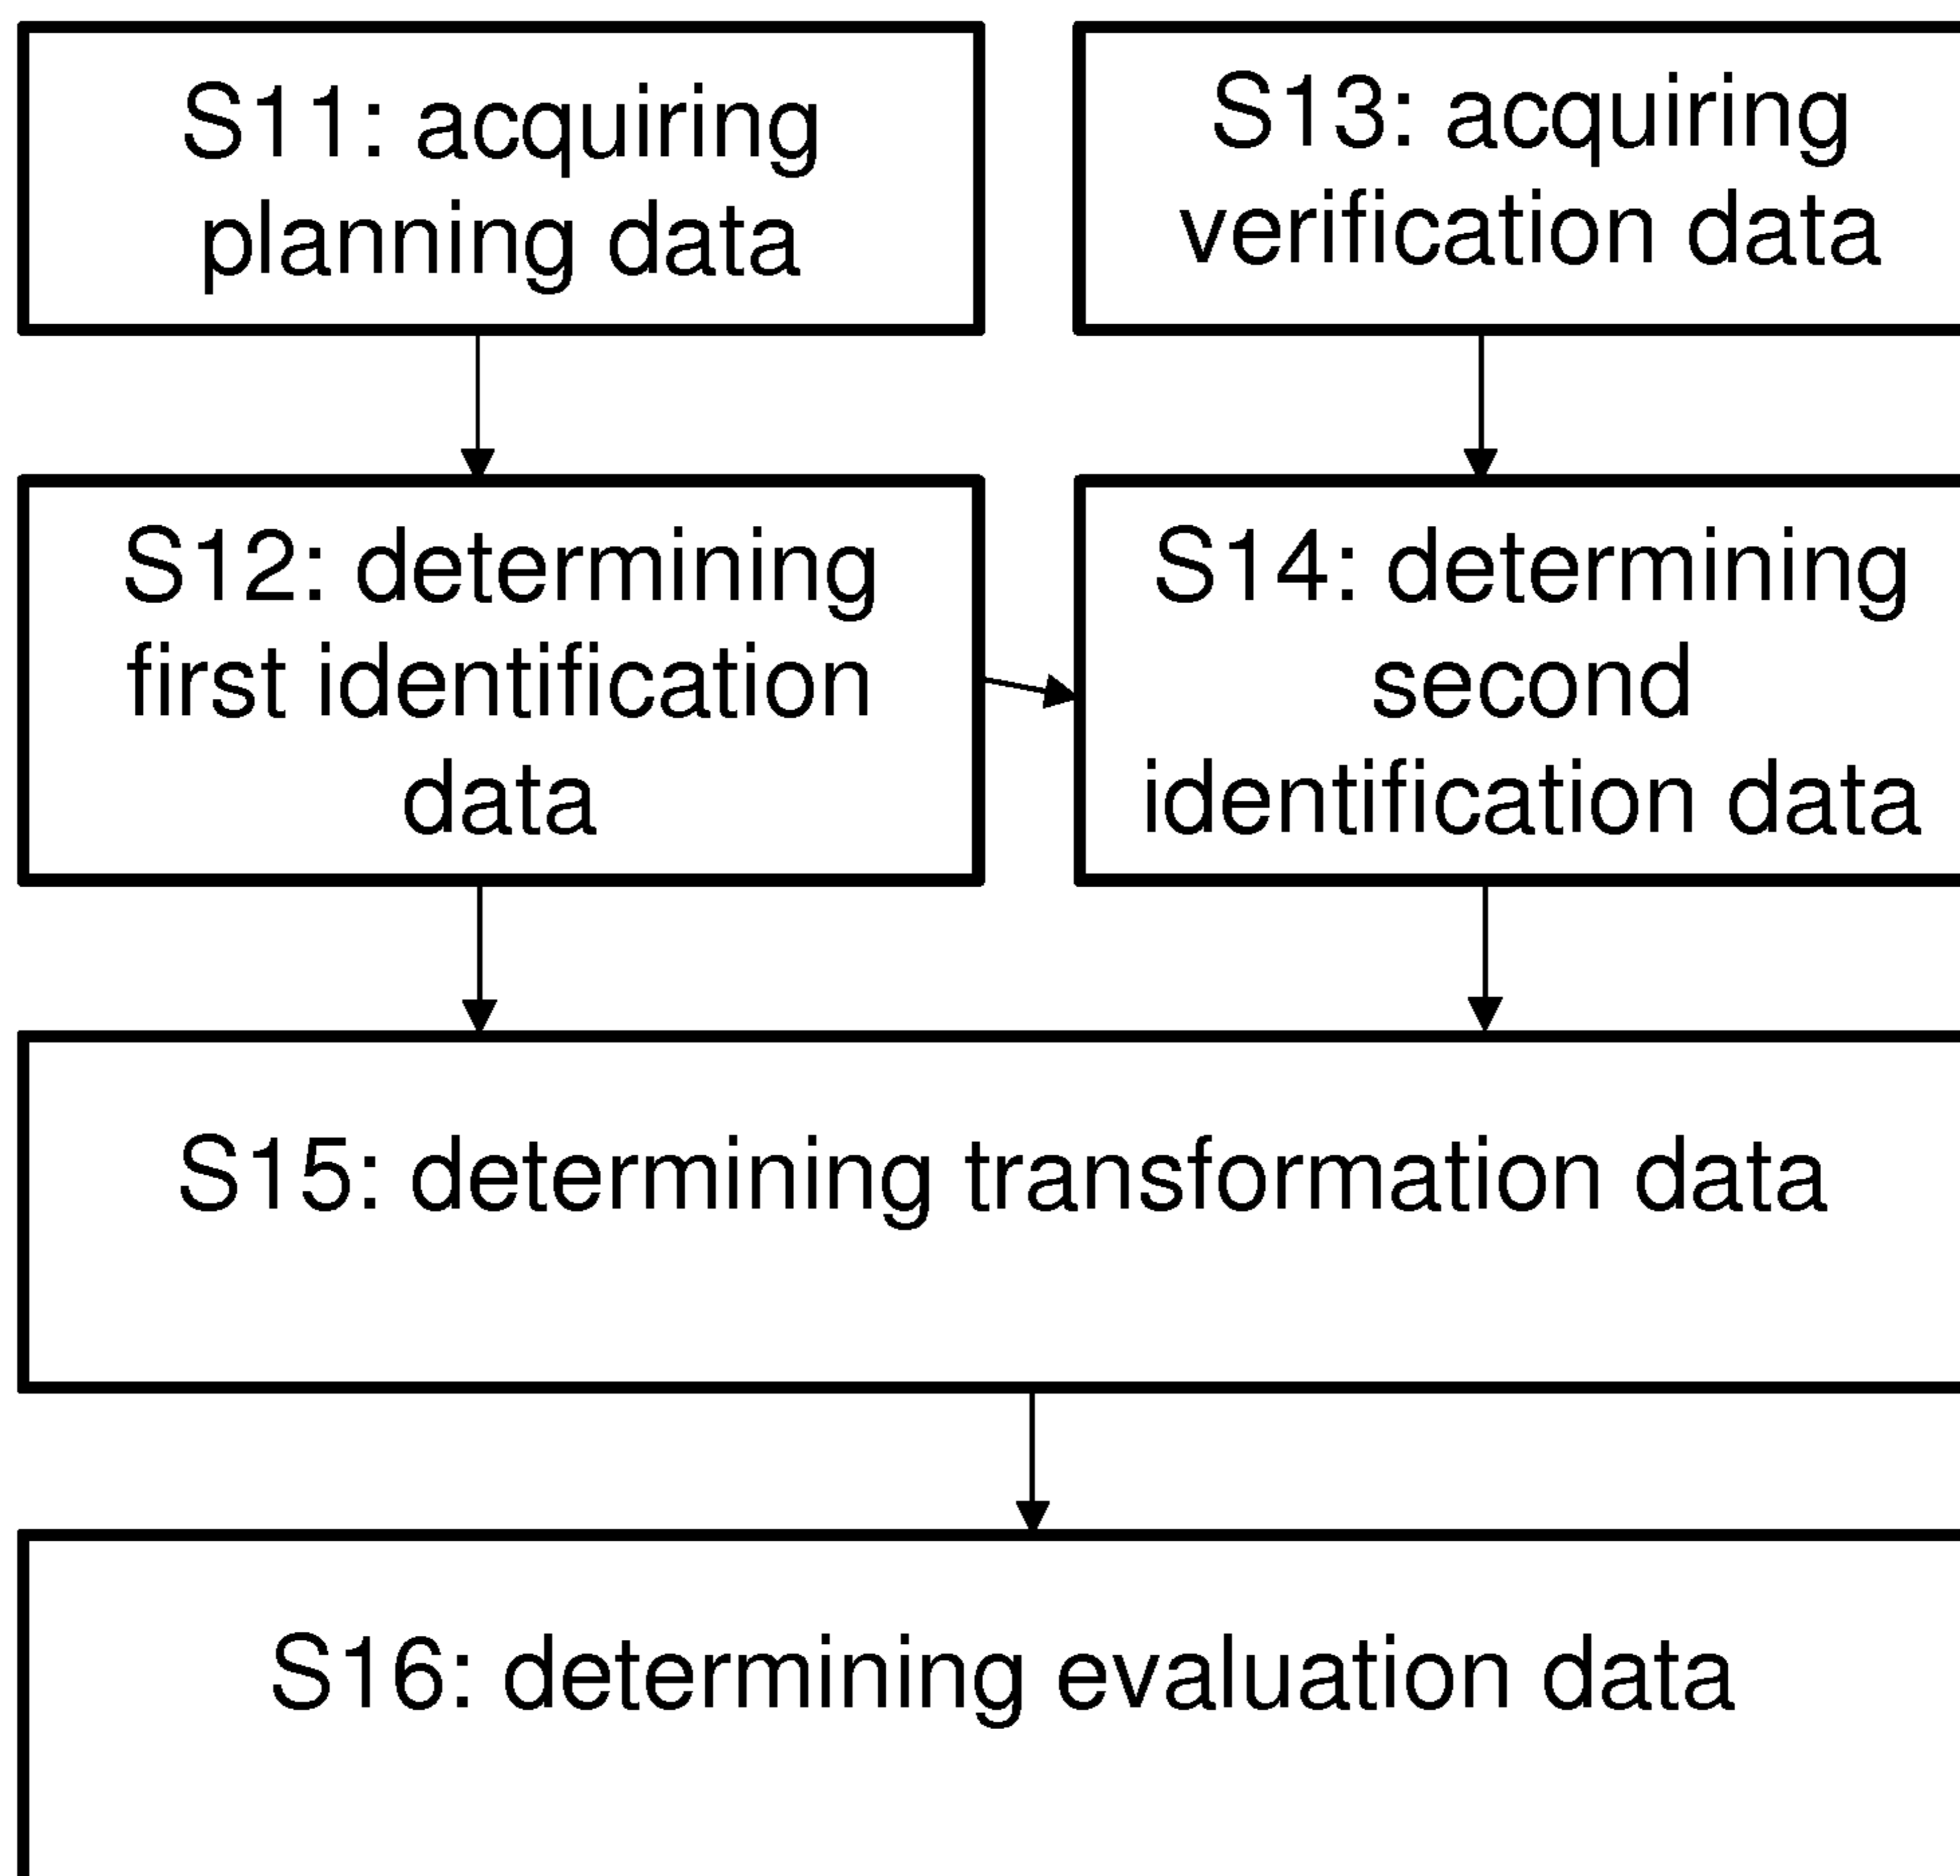 S11: acquiring
planning data
S13: acquiring
verification data
S12: determining
first identification
data
S14: determining
second
identification data
S15: determining transformation data
S16: determining evaluation data